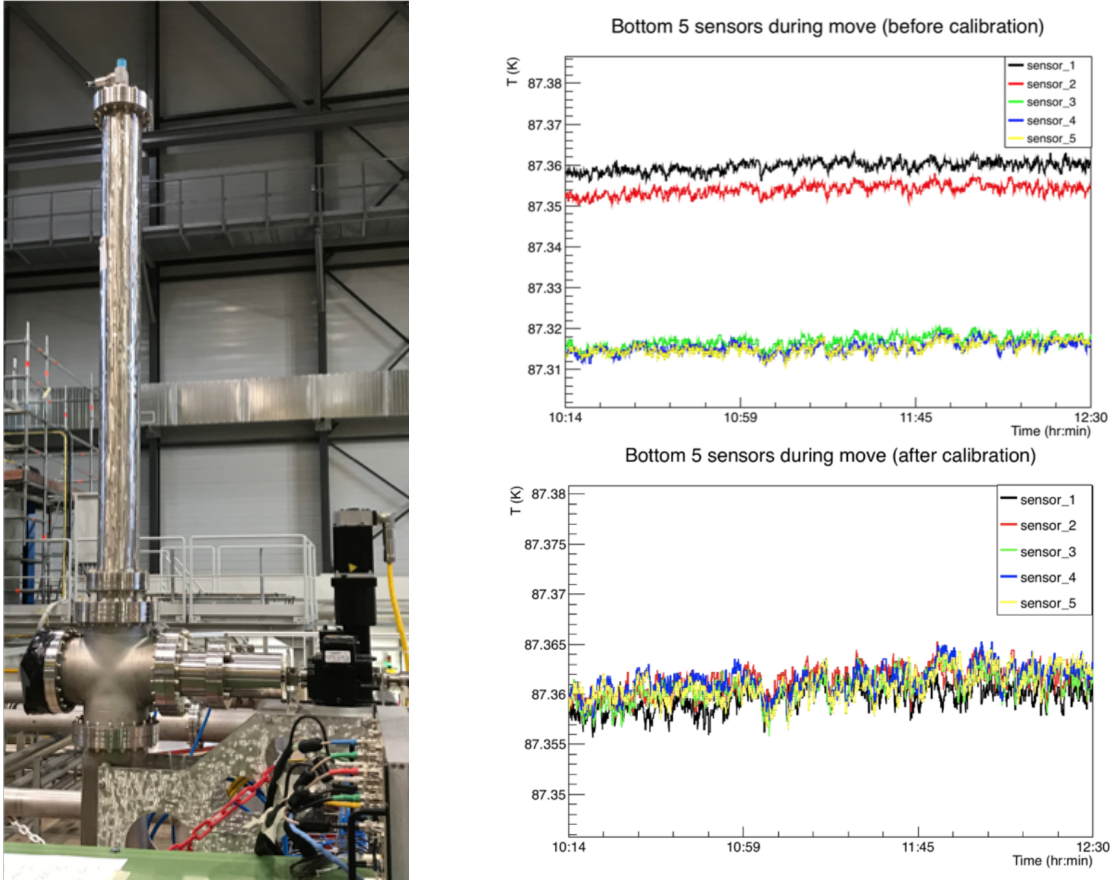 Bottom 5 sensors during move (before calibration)
T (K)
sensor_1
sensor_2
sensor_3
sensor_4
sensor_5
87.38
87.37
87.36
87.35
87.34
87.33
87.32
87.31
10:14
10:59
11:45
12:30
Time (hr:min)
Bottom 5 sensors during move (after calibration)
T (K)
sensor_1
sensor_2
sensor_3
sensor_4
sensor_5
87.38
87.375
87.37
87.365
87.36
87.355
87.35
10:14
10:59
11:45
12:30
Time (hr:min)